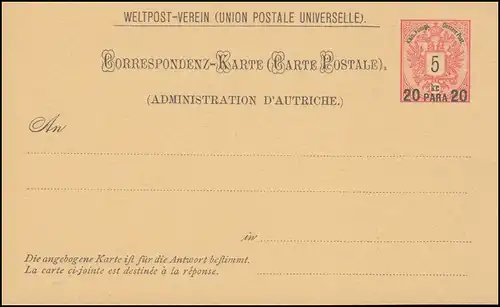 WELTPOST-VEREIN (UNION POSTALE UNIVERSELLE).
CORRESPONDENZ-KARTE (CARTE POSTALE).
(ADMINISTRATION D'AUTRICHE.)
5
KR
20 PARA 20
An
in
Die angebogene Karte ist für die Antwort bestimmt.
La carte ci-jointe est destinée à la réponse.